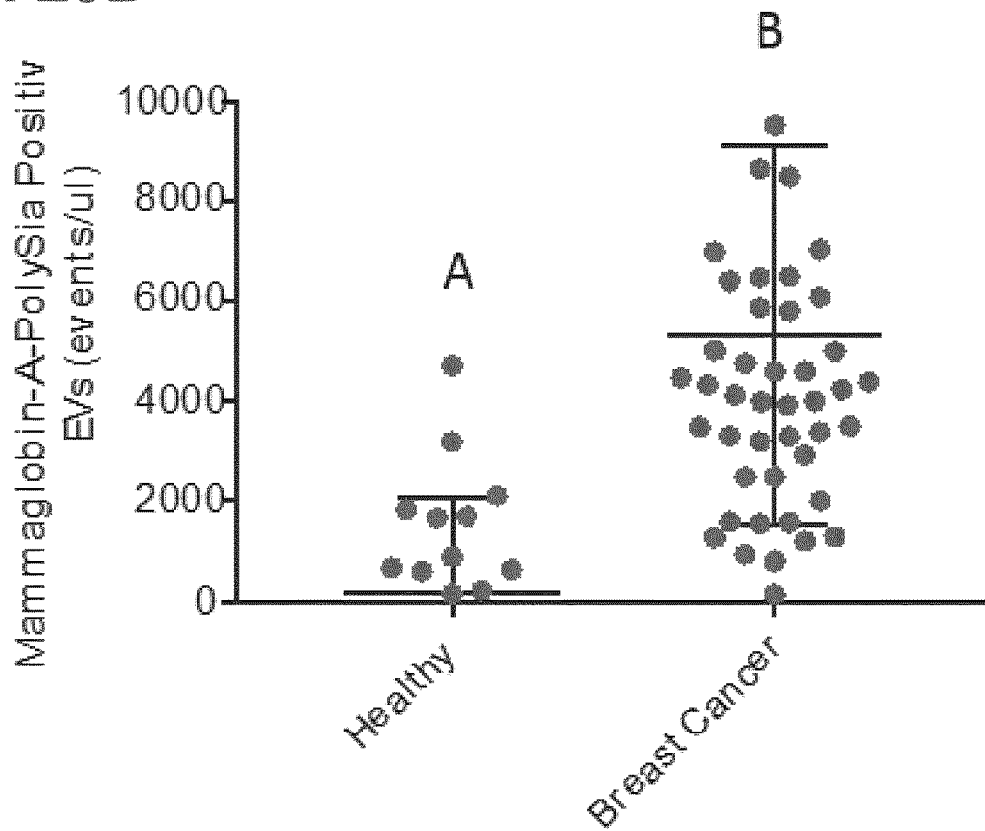 B
Mammaglobin-A-PolySia Positiv
EVs (events/ul)
10000
8000
A
6000
4000
2000
0
Healthy
Breast Cancer